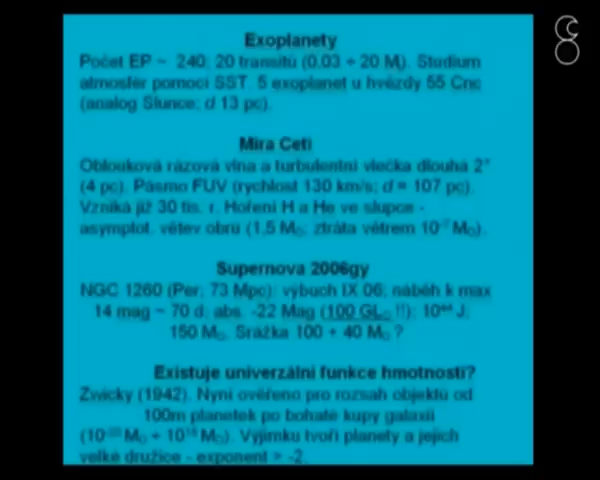 Exoplanety
Počet EP ~ 240; 20 tranzitů (0.03 ÷ 20 Mj). Studium
atmosfér pomocí SST. 5 exoplanet u hvězdy 55 Cnc
(analog Slunce; d 13 pc).
Mira Ceti
Oblouková rázová vlna a turbulentní vlečka dlouhá 2°
(4 pc). Pásmo FUV (rychlost 130 km/s; d = 107 pc).
Vzniká již 30 tis. r. Hoření H a He ve slupce -
asymplot. větev obrů (1,5 M☉; ztráta větrem 10⁻⁷ M☉).
Supernova 2006gy
NGC 1260 (Per; 73 Mpc): výbuch IX 06; náběh k max
14 mag ~ 70 d; abs. -22 Mag (100 GL☉ !!); 10⁴⁴ J;
150 M☉. Srážka 100 + 40 M☉ ?
Existuje univerzální funkce hmotnosti?
Zwicky (1942). Nyní ověřeno pro rozsah objektů od
100m planetek po bohaté kupy galaxií
M☉ ÷ M☉). Výjimku tvoří planety a jejich
velké družice - exponent > -2.